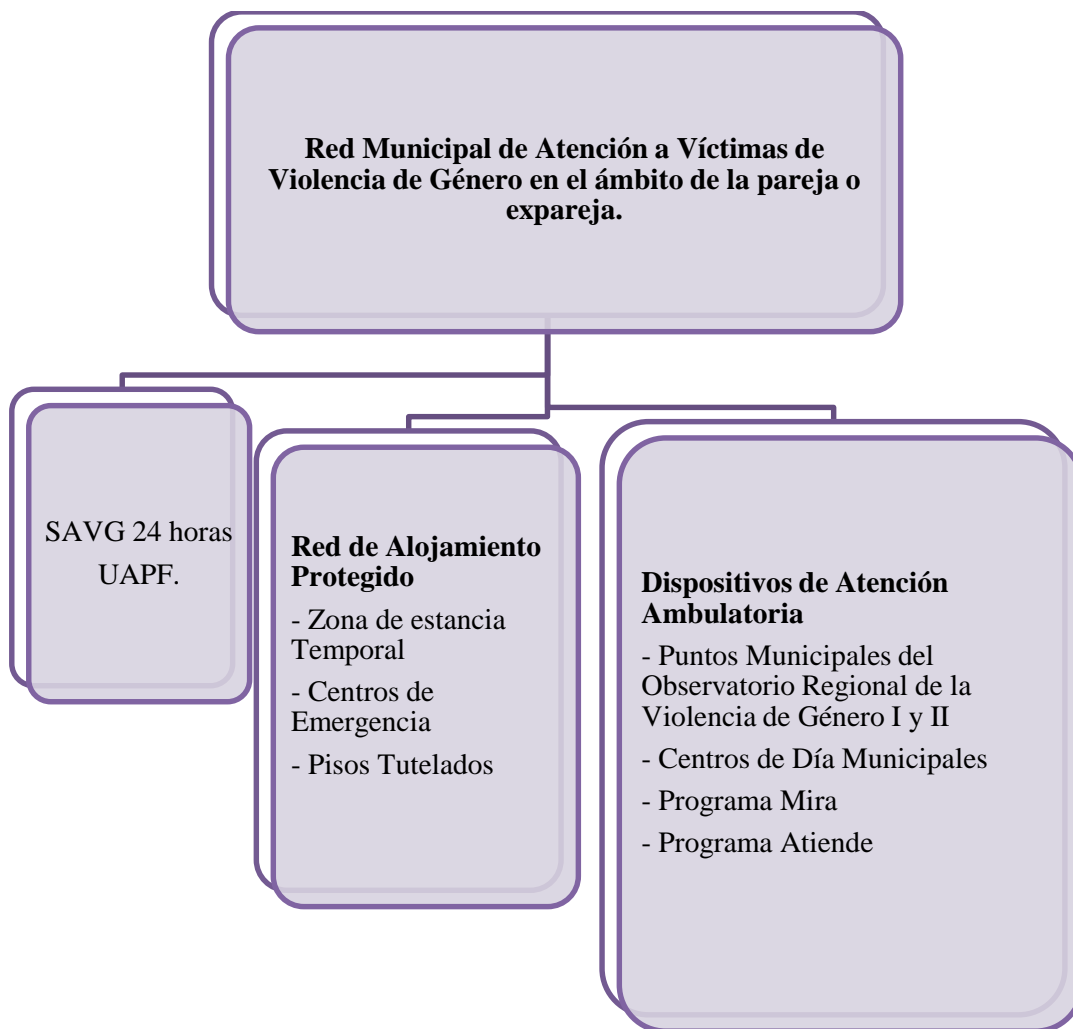 Red Municipal de Atención a Víctimas de
Violencia de Género en el ámbito de la pareja o
expareja.
SAVG 24 horas
UAPF.
Red de Alojamiento
Protegido
- Zona de estancia
Temporal
- Centros de
Emergencia
- Pisos Tutelados
Dispositivos de Atención
Ambulatoria
- Puntos Municipales del
Observatorio Regional de la
Violencia de Género I y II
- Centros de Día Municipales
- Programa Mira
- Programa Atiende